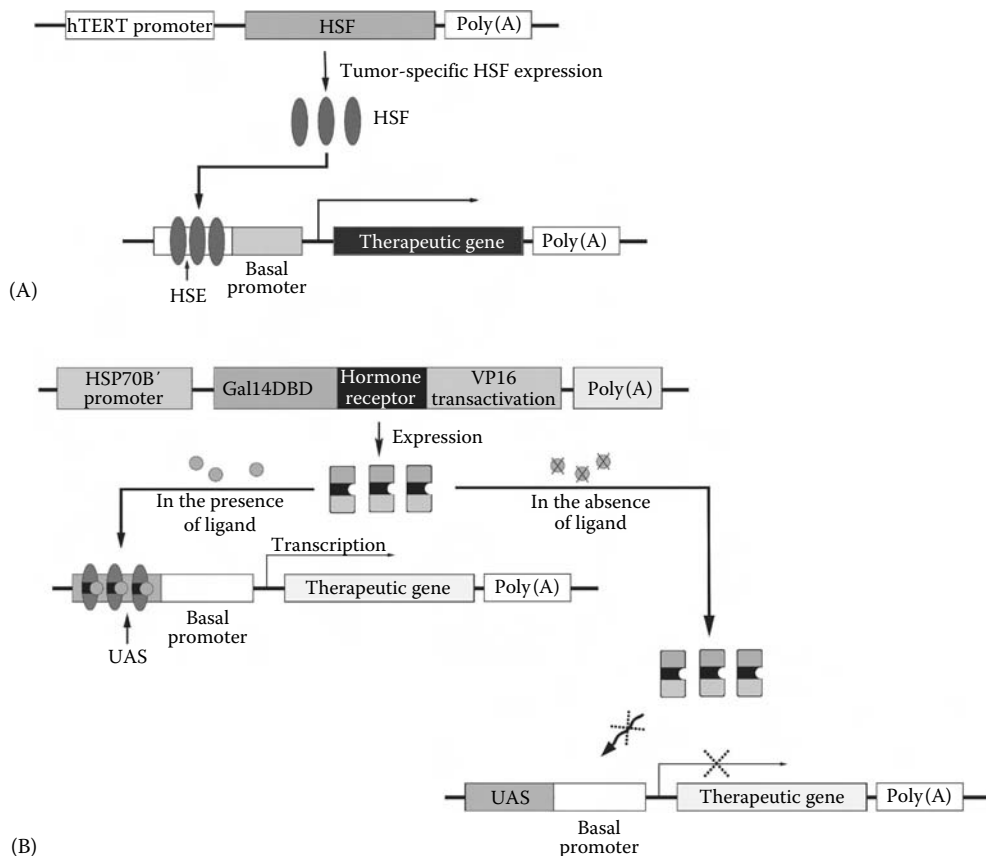 hTERT promoter
HSF
Poly(A)
Tumor-specific HSF expression
HSF
Therapeutic gene
Poly(A)
Basal
promoter
HSE
(A)
HSP70B′
promoter
Gal14DBD
Hormone
receptor
VP16
transactivation
Poly(A)
Expression
In the presence
of ligand
In the absence
of ligand
Transcription
Therapeutic gene
Poly(A)
Basal
promoter
UAS
UAS
Therapeutic gene
Poly(A)
Basal
promoter
(B)